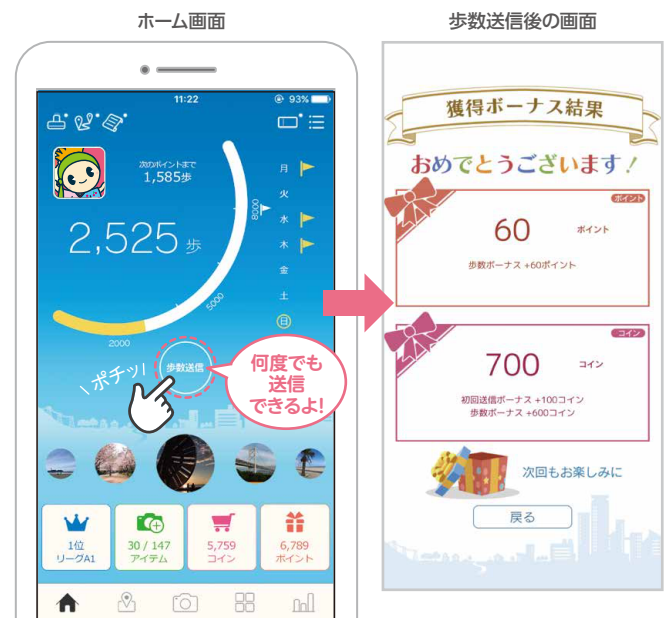 ホーム画面
歩数送信後の画面
11:22
93%
次のポイントまで
1,585歩
2,525 歩
月
火
水
木
金
土
日
8000
5000
2000
歩数送信
\ポチッ/
何度でも
送信
できるよ!
1位
リーグA1
30 / 147
アイテム
5,759
コイン
6,789
ポイント
獲得ボーナス結果
おめでとうございます!
ポイント
60 ポイント
歩数ボーナス +60ポイント
コイン
700 コイン
初回送信ボーナス +100コイン
歩数ボーナス +600コイン
次回もお楽しみに
戻る